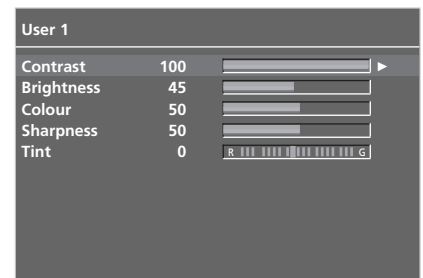 User 1
Contrast 100
Brightness 45
Colour 50
Sharpness 50
Tint 0 R G